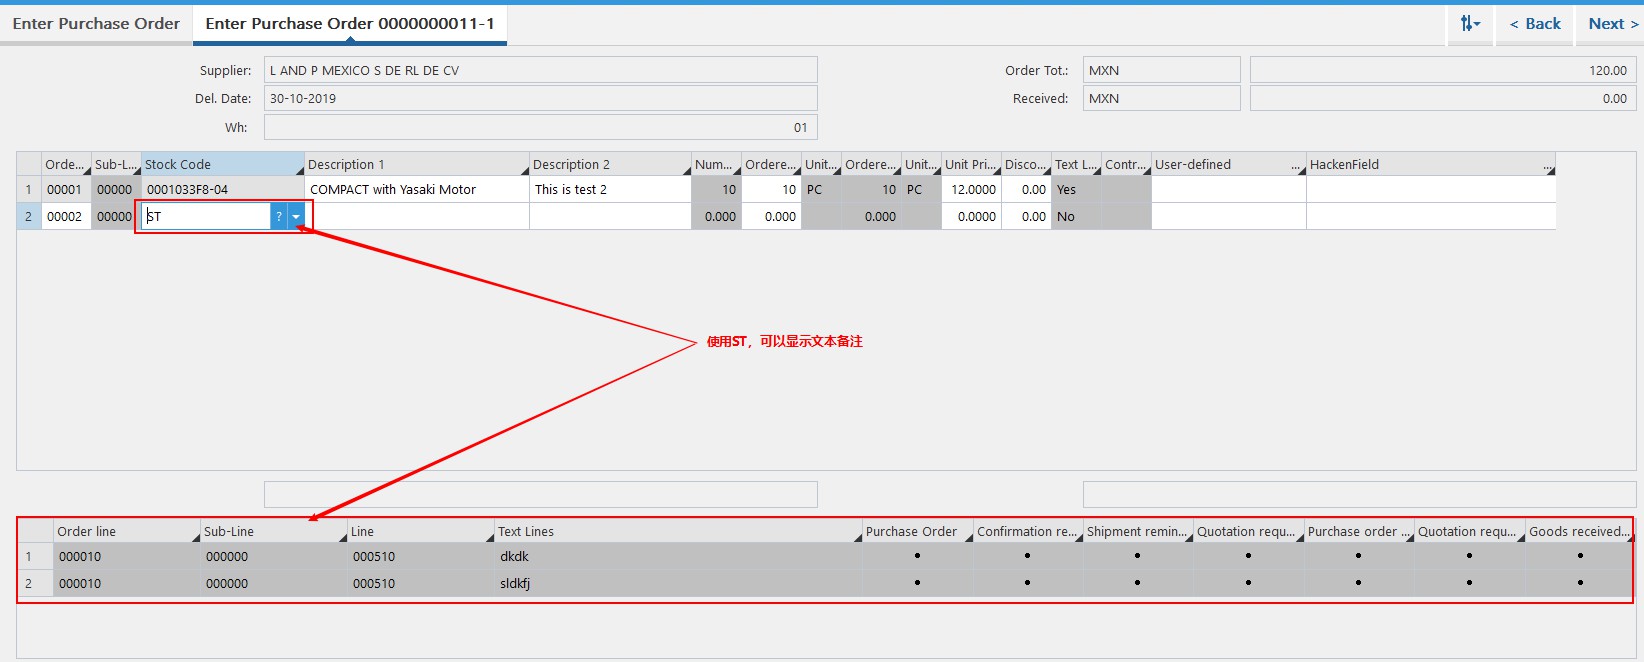 Enter Purchase Order Enter Purchase Order 0000000011-1 < Back Next >
Supplier: L AND P MEXICO S DE RL DE CV Order Tot.: MXN 120.00
Del. Date: 30-10-2019 Received: MXN 0.00
Wh: 01
Orde... Sub-L... Stock Code Description 1 Description 2 Num... Ordere... Unit... Ordere... Unit... Unit Pri... Disco... Text L... Contr... User-defined ... HackenField ...
1 00001 00000 0001033F8-04 COMPACT with Yasaki Motor This is test 2 10 10 PC 10 PC 12.0000 0.00 Yes
2 00002 00000 ST ? 0.000 0.000 0.000 0.0000 0.00 No
使用ST，可以显示文本备注
Order line Sub-Line Line Text Lines Purchase Order Confirmation re... Shipment remin... Quotation requ... Purchase order ... Quotation requ... Goods received...
1 000010 000000 000510 dkdk • • • • • • •
2 000010 000000 000510 sldkfj • • • • • • •